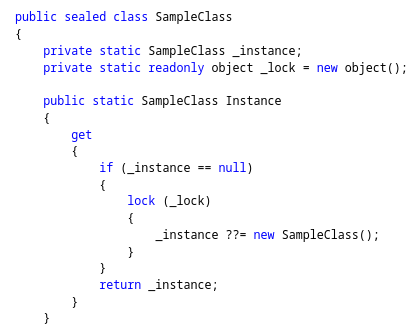 public sealed class SampleClass
{
    private static SampleClass _instance;
    private static readonly object _lock = new object();

    public static SampleClass Instance
    {
        get
        {
            if (_instance == null)
            {
                lock (_lock)
                {
                    _instance ??= new SampleClass();
                }
            }
            return _instance;
        }
    }